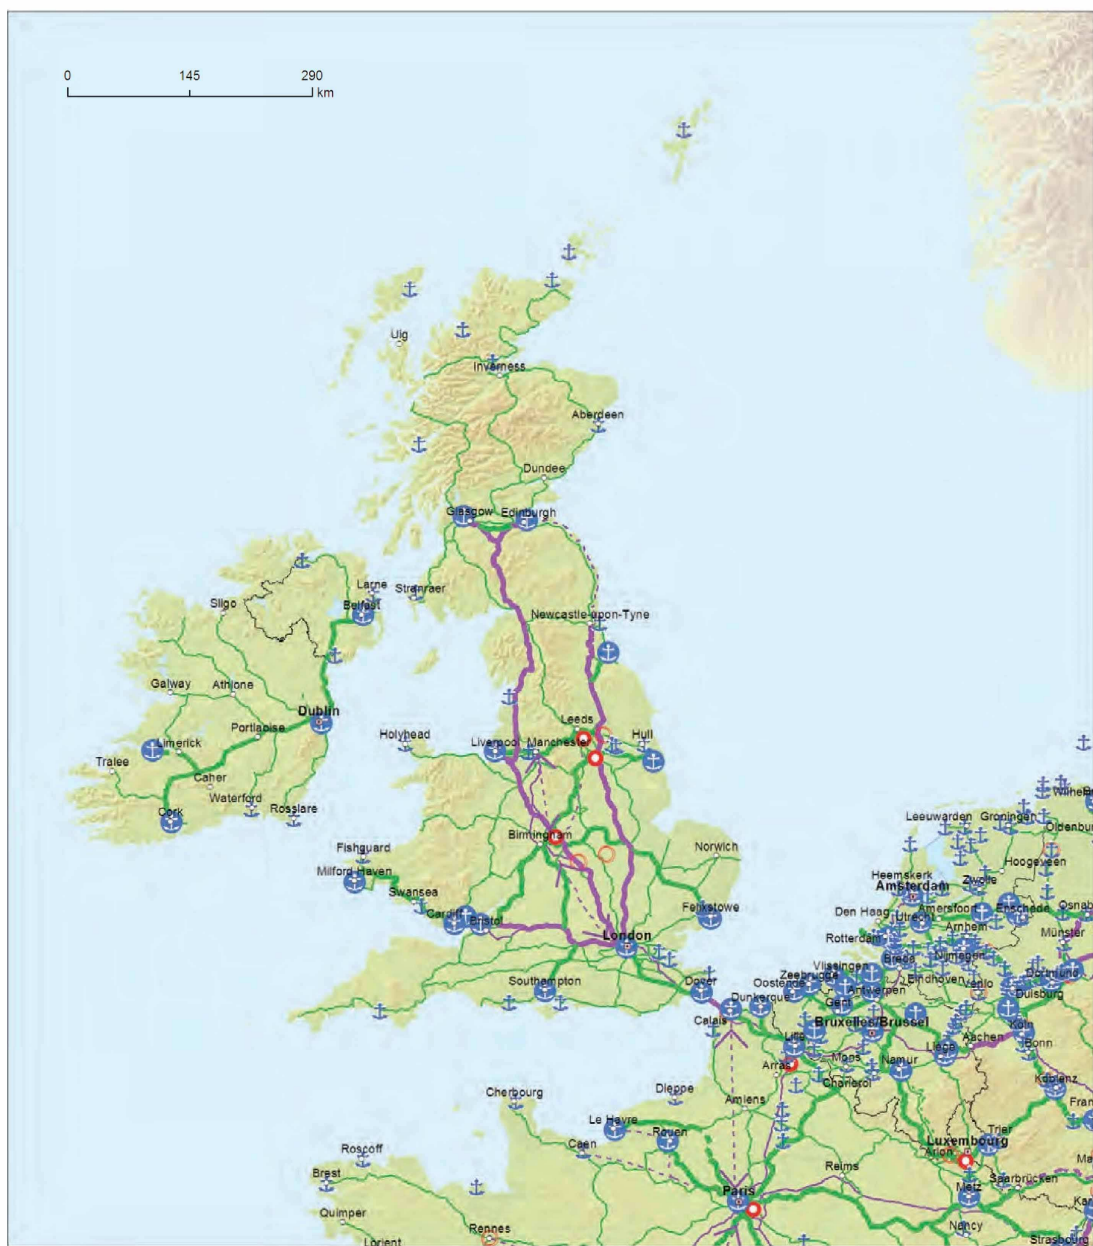 0 145 290
km
Uig
Inverness
Aberdeen
Dundee
Glasgow Edinburgh
Larne Stranraer
Sligo Belfast
Newcastle-upon-Tyne
Galway Athlone
Dublin
Leeds
Portlaoise
Holyhead Liverpool Manchester Hull
Limerick
Tralee
Caher
Waterford Rosslare
Cork
Birmingham
Leeuwarden Groningen
Oldenburg
Fishguard Norwich
Hoogeveen
Milford Haven Heemskerk
Zwolle
Amsterdam
Swansea
Cardiff Bristol Felixstowe
Den Haag Utrecht Amersfoort Enschede
Arnhem
London Rotterdam Münster
Breda Nijmegen
Vlissingen
Zeebrugge
Southampton Dover Oostende Eindhoven Venlo Dortmund
Dunkerque Gent Antwerpen Duisburg
Calais Bruxelles/Brussel
Lille Aachen Köln
Liège Bonn
Mons Namur
Arras
Charleroi Koblenz
Cherbourg Dieppe
Amiens
Le Havre
Rouen Trier
Caen Luxembourg
Arlon
Roscoff
Brest Reims
Paris Metz Saarbrücken
Quimper
Rennes Nancy
Lorient Strasbourg